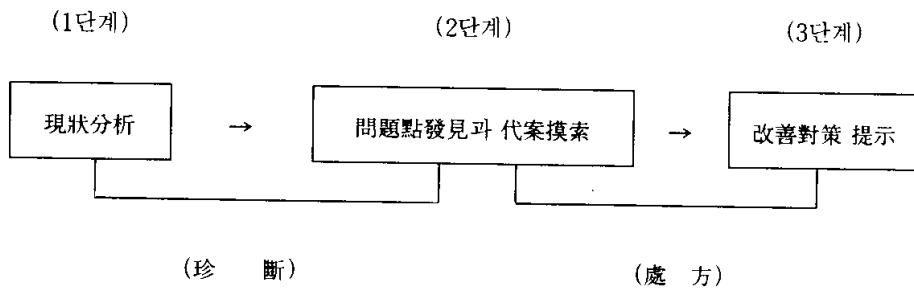 (1단계) (2단계) (3단계)
現狀分析 → 問題點發見과 代案摸索 → 改善對策 提示
(珍 斷) (處 方)